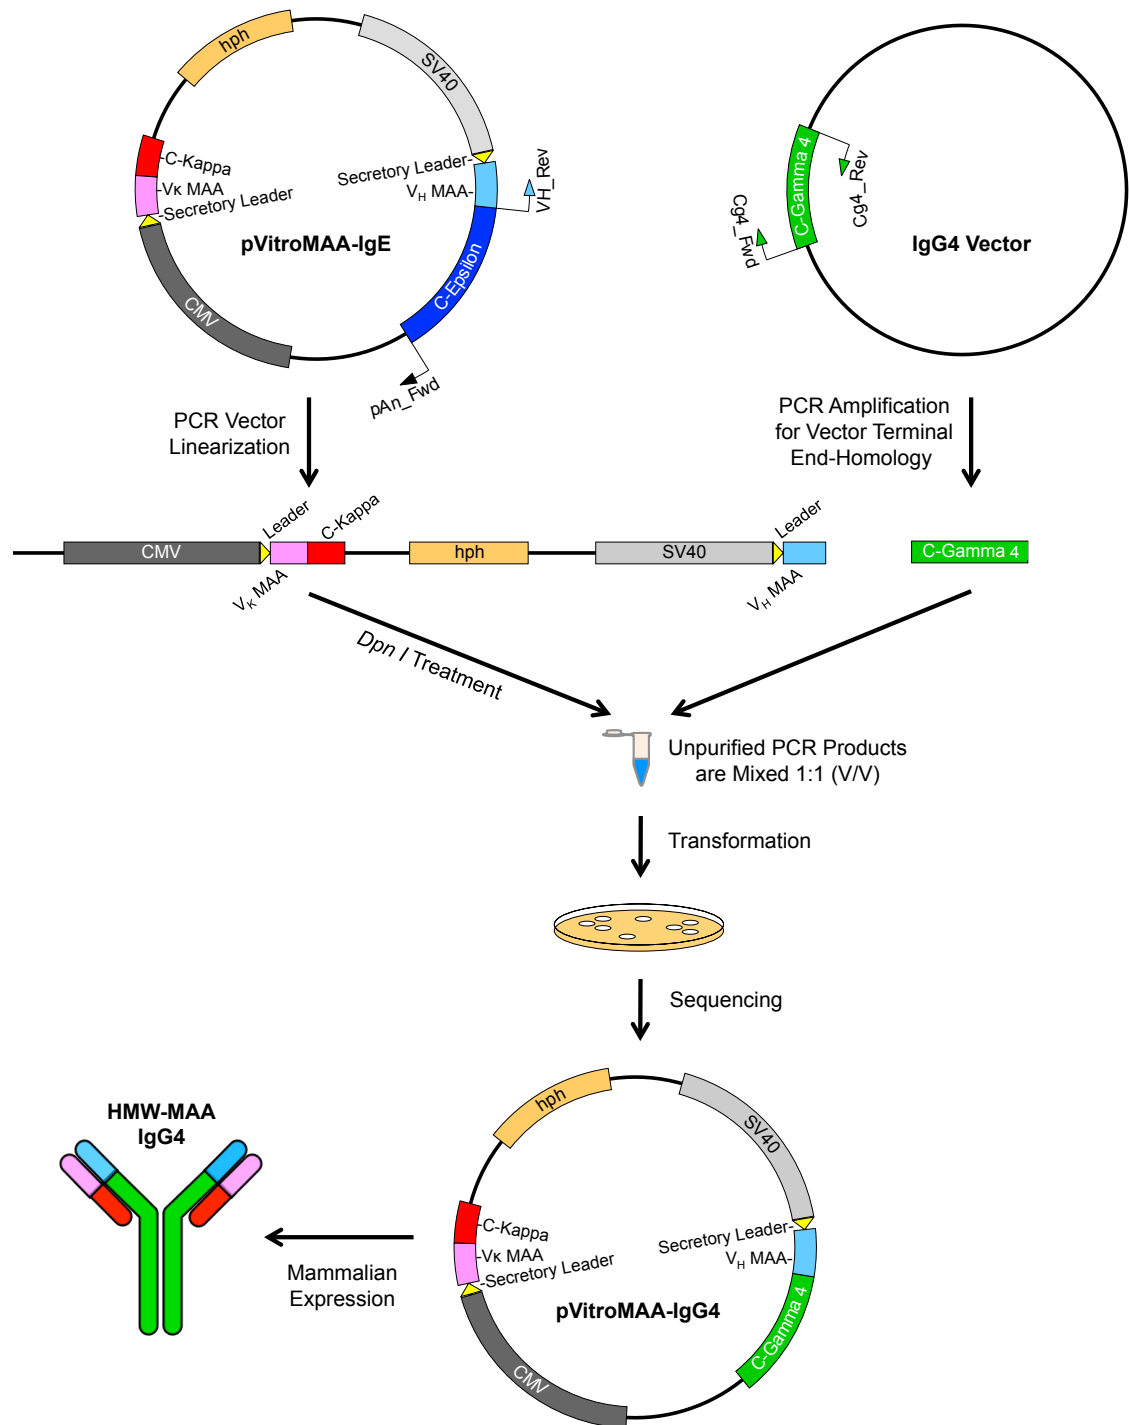 hph
SV40
C-Kappa
Vκ MAA
Secretory Leader
Secretory Leader
VH MAA
VH_Rev
pVitroMAA-IgE
C-Epsilon
CMV
pAn_Fwd
C-Gamma 4
Cg4_Rev
Cg4_Fwd
IgG4 Vector
PCR Vector
Linearization
PCR Amplification
for Vector Terminal
End-Homology
CMV
Leader
VK MAA
C-Kappa
hph
SV40
Leader
VH MAA
C-Gamma 4
Dpn I Treatment
Unpurified PCR Products
are Mixed 1:1 (V/V)
Transformation
Sequencing
hph
SV40
C-Kappa
Vκ MAA
Secretory Leader
Secretory Leader
VH MAA
pVitroMAA-IgG4
C-Gamma 4
CMV
HMW-MAA
IgG4
Mammalian
Expression